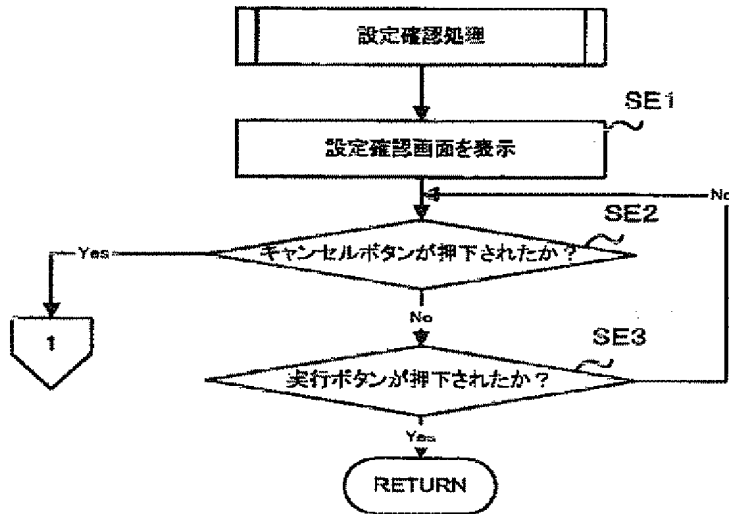 設定確認処理
SE1
設定確認画面を表示
No
SE2
キャンセルボタンが押下されたか？
Yes
1
No
SE3
実行ボタンが押下されたか？
Yes
RETURN